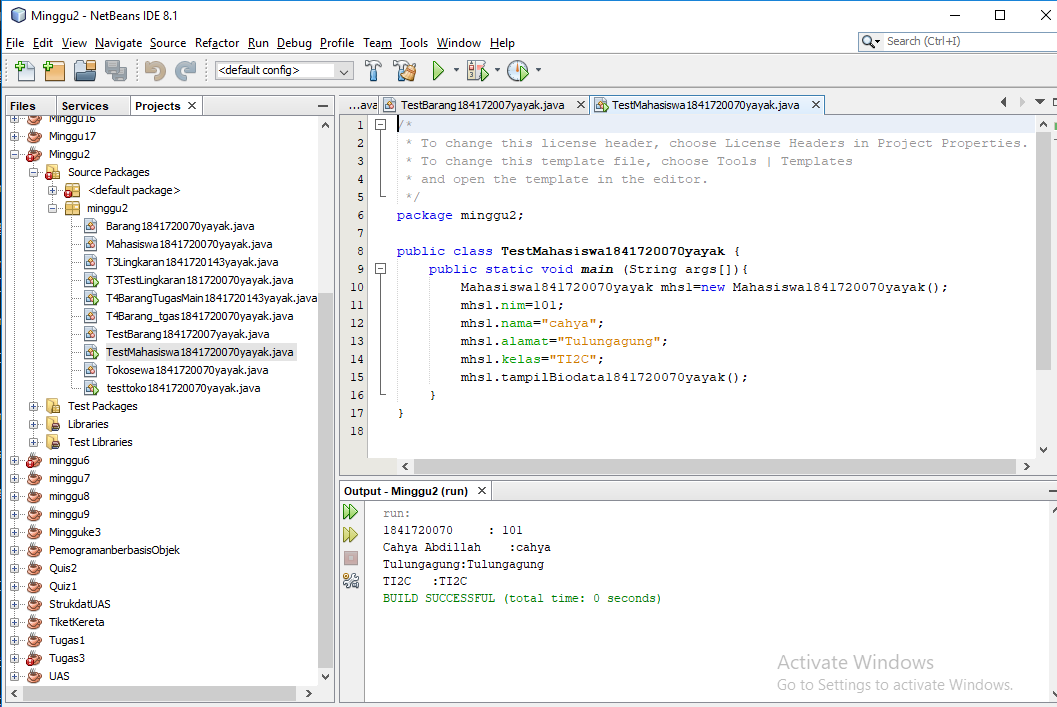 Minggu2 - NetBeans IDE 8.1
File Edit View Navigate Source Refactor Run Debug Profile Team Tools Window Help
Search (Ctrl+I)
<default config>
Files Services Projects
Minggu16
Minggu17
Minggu2
Source Packages
<default package>
minggu2
Barang1841720070yayak.java
Mahasiswa1841720070yayak.java
T3Lingkaran1841720143yayak.java
T3TestLingkaran181720070yayak.java
T4BarangTugasMain1841720143yayak.java
T4Barang_tgas1841720070yayak.java
TestBarang184172007yayak.java
TestMahasiswa1841720070yayak.java
Tokosewa1841720070yayak.java
testtoko1841720070yayak.java
Test Packages
Libraries
Test Libraries
minggu6
minggu7
minggu8
minggu9
Mingguke3
PemogramanberbasisObjek
Quis2
Quiz1
StrukdatUAS
TiketKereta
Tugas1
Tugas3
UAS
...ava TestBarang184172007yayak.java TestMahasiswa1841720070yayak.java
1 /*
2 * To change this license header, choose License Headers in Project Properties.
3 * To change this template file, choose Tools | Templates
4 * and open the template in the editor.
5 */
6 package minggu2;
7
8 public class TestMahasiswa1841720070yayak {
9 public static void main (String args[]){
10 Mahasiswa1841720070yayak mhs1=new Mahasiswa1841720070yayak();
11 mhs1.nim=101;
12 mhs1.nama="cahya";
13 mhs1.alamat="Tulungagung";
14 mhs1.kelas="TI2C";
15 mhs1.tampilBiodata1841720070yayak();
16 }
17 }
18
Output - Minggu2 (run)
run:
1841720070 : 101
Cahya Abdillah :cahya
Tulungagung:Tulungagung
TI2C :TI2C
BUILD SUCCESSFUL (total time: 0 seconds)
Activate Windows
Go to Settings to activate Windows.